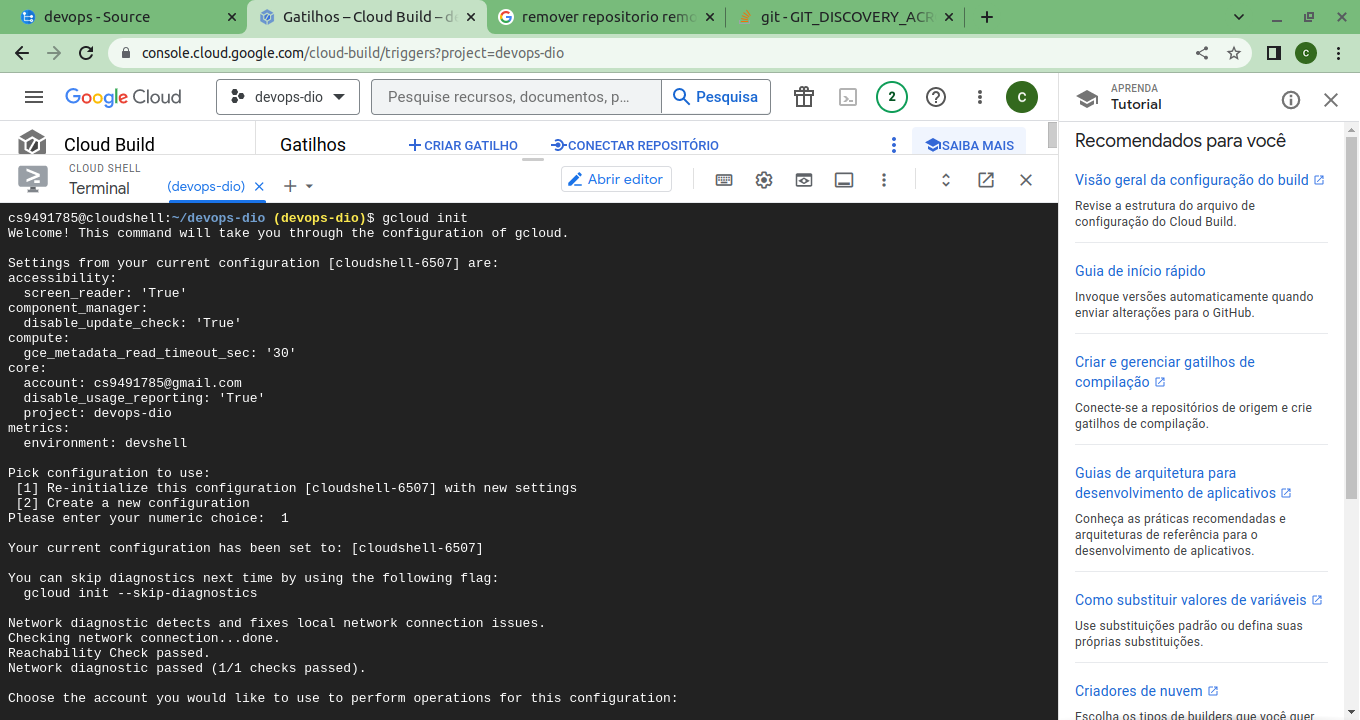 devops - Source
Gatilhos – Cloud Build – de
remover repositorio remo
git - GIT_DISCOVERY_ACR
console.cloud.google.com/cloud-build/triggers?project=devops-dio
C
Google Cloud
devops-dio
Pesquise recursos, documentos, p...
Pesquisa
2
C
APRENDA
Tutorial
Cloud Build
Gatilhos
CRIAR GATILHO
CONECTAR REPOSITÓRIO
SAIBA MAIS
CLOUD SHELL
Terminal
(devops-dio)
Abrir editor
cs9491785@cloudshell:~/devops-dio (devops-dio)$ gcloud init
Welcome! This command will take you through the configuration of gcloud.
Settings from your current configuration [cloudshell-6507] are:
accessibility:
screen_reader: 'True'
component_manager:
disable_update_check: 'True'
compute:
gce_metadata_read_timeout_sec: '30'
core:
account: cs9491785@gmail.com
disable_usage_reporting: 'True'
project: devops-dio
metrics:
environment: devshell
Pick configuration to use:
[1] Re-initialize this configuration [cloudshell-6507] with new settings
[2] Create a new configuration
Please enter your numeric choice:  1
Your current configuration has been set to: [cloudshell-6507]
You can skip diagnostics next time by using the following flag:
gcloud init --skip-diagnostics
Network diagnostic detects and fixes local network connection issues.
Checking network connection...done.
Reachability Check passed.
Network diagnostic passed (1/1 checks passed).
Choose the account you would like to use to perform operations for this configuration:
Recomendados para você
Visão geral da configuração do build
Revise a estrutura do arquivo de
configuração do Cloud Build.
Guia de início rápido
Invoque versões automaticamente quando
enviar alterações para o GitHub.
Criar e gerenciar gatilhos de
compilação
Conecte-se a repositórios de origem e crie
gatilhos de compilação.
Guias de arquitetura para
desenvolvimento de aplicativos
Conheça as práticas recomendadas e
arquiteturas de referência para o
desenvolvimento de aplicativos.
Como substituir valores de variáveis
Use substituições padrão ou defina suas
próprias substituições.
Criadores de nuvem
Escolha os tipos de builders que você quer